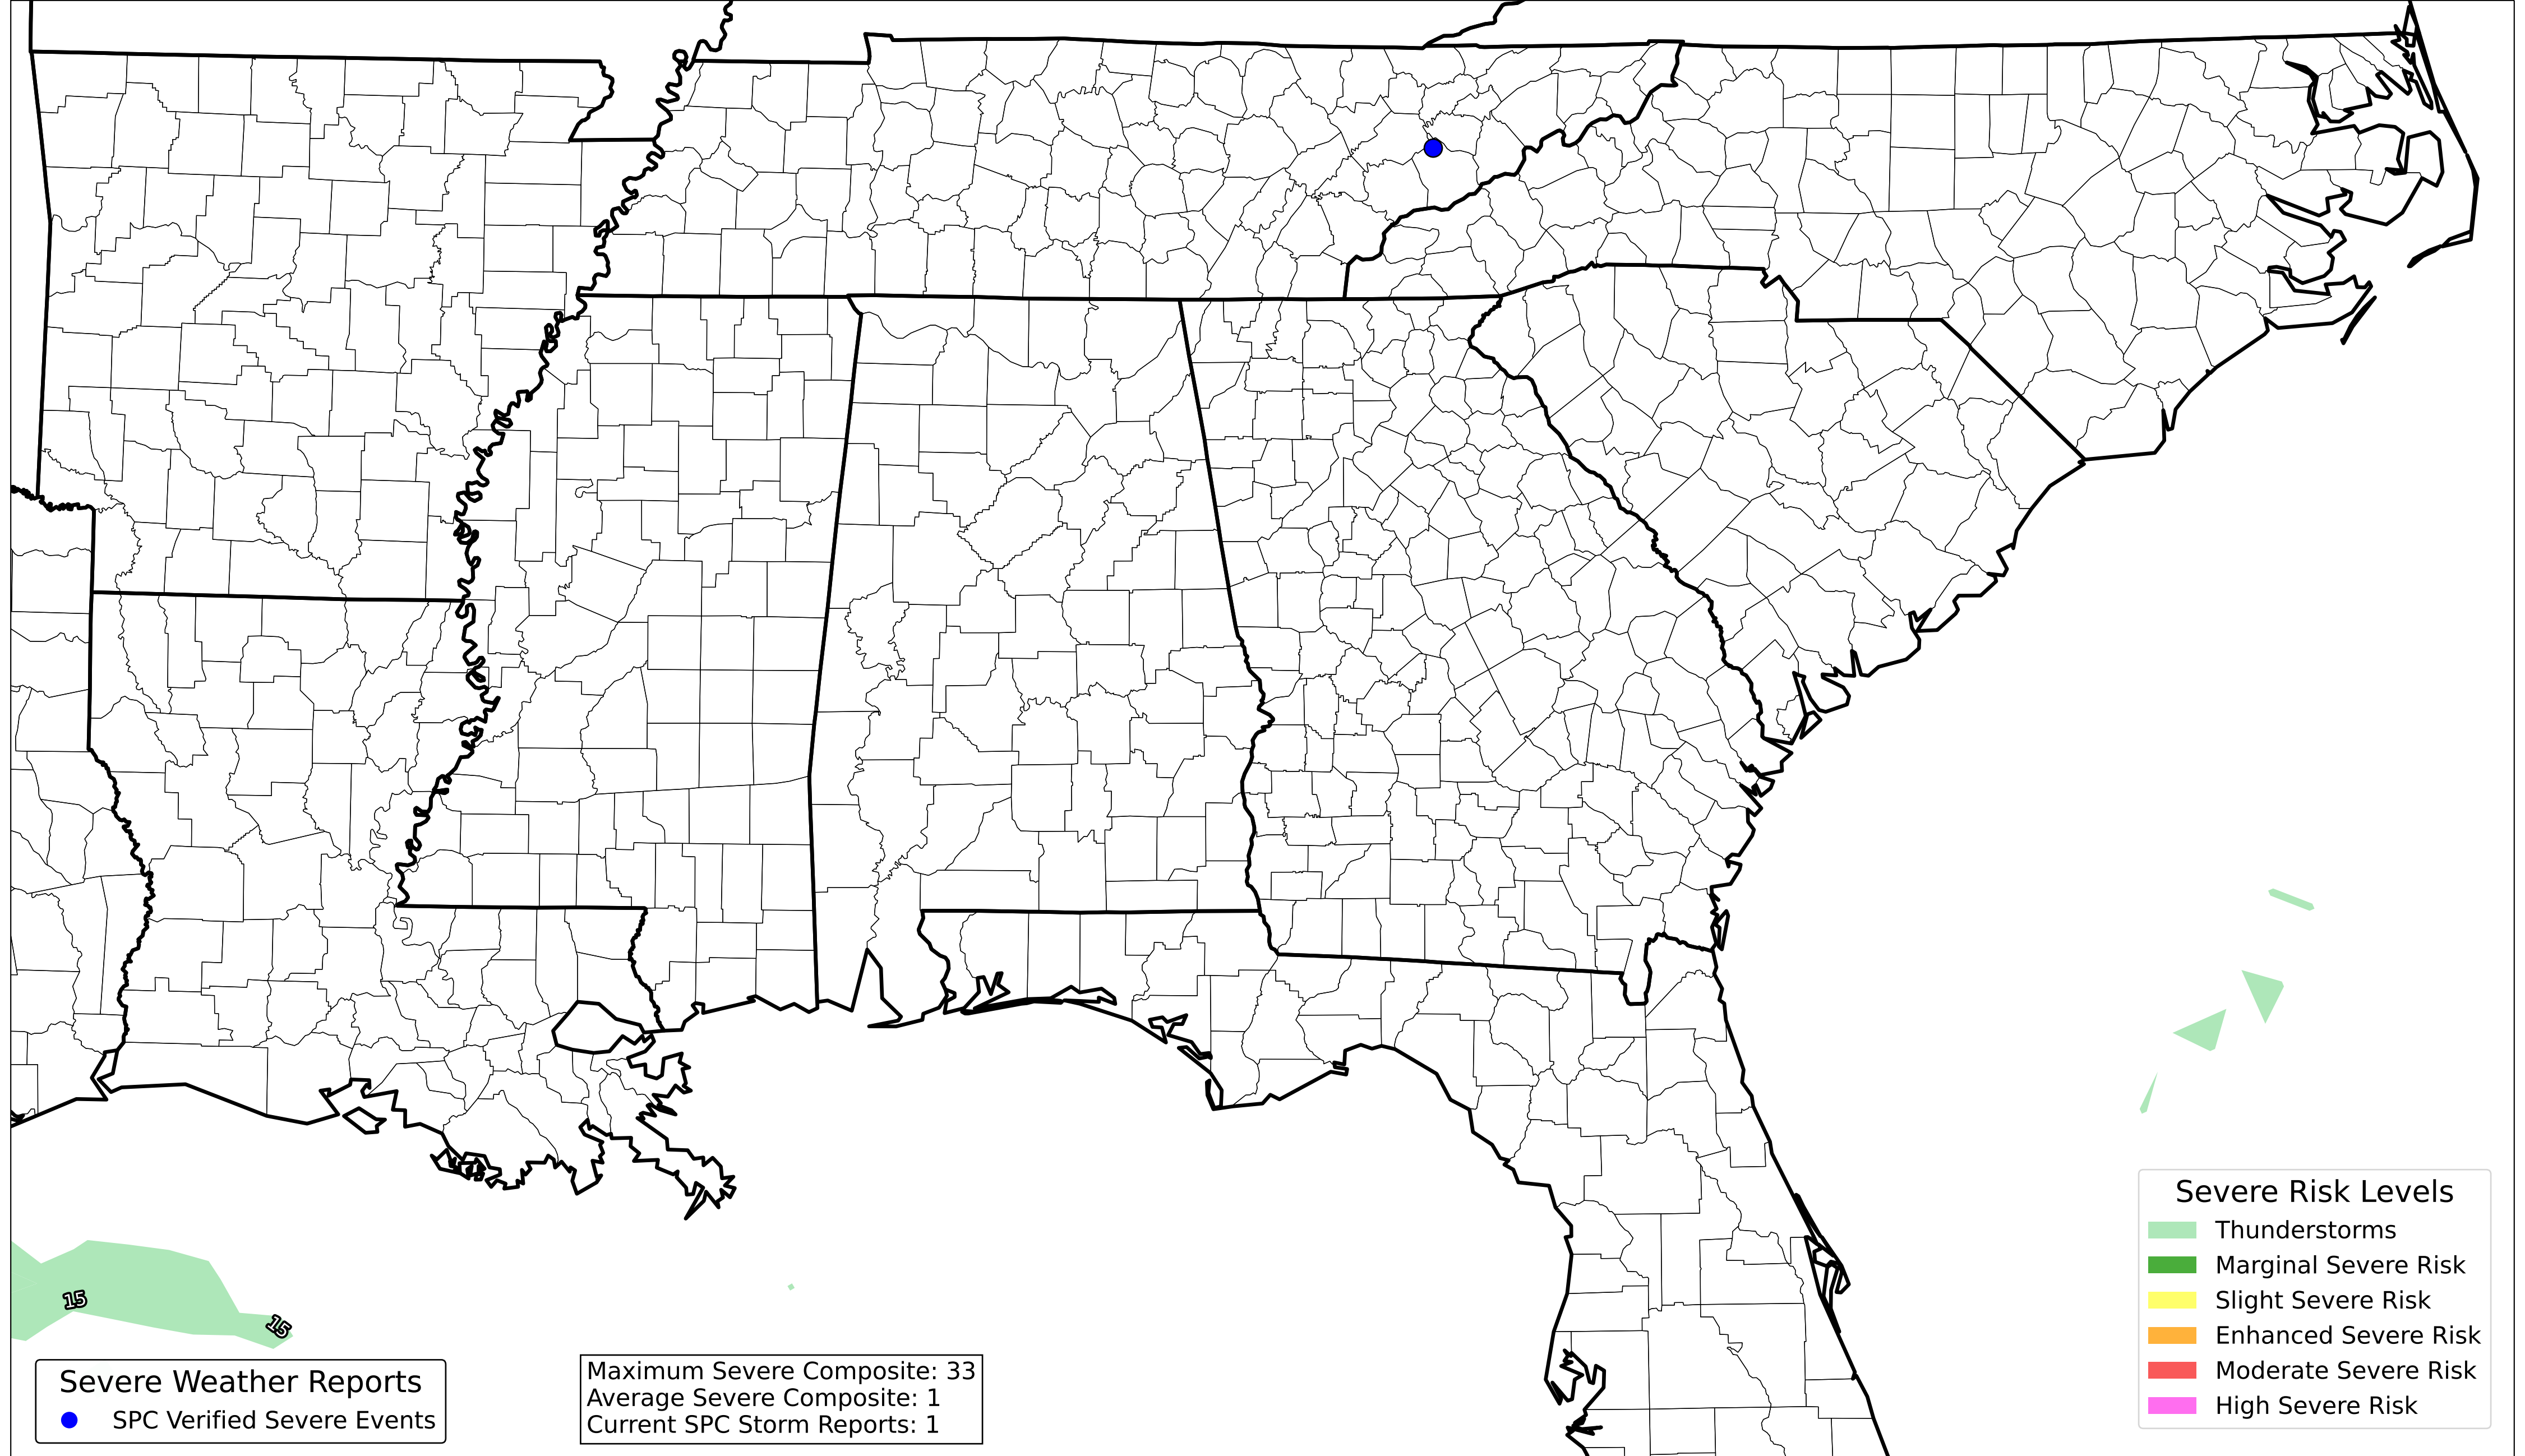 15
15
Severe Weather Reports
SPC Verified Severe Events
Maximum Severe Composite: 33
Average Severe Composite: 1
Current SPC Storm Reports: 1
Severe Risk Levels
Thunderstorms
Marginal Severe Risk
Slight Severe Risk
Enhanced Severe Risk
Moderate Severe Risk
High Severe Risk